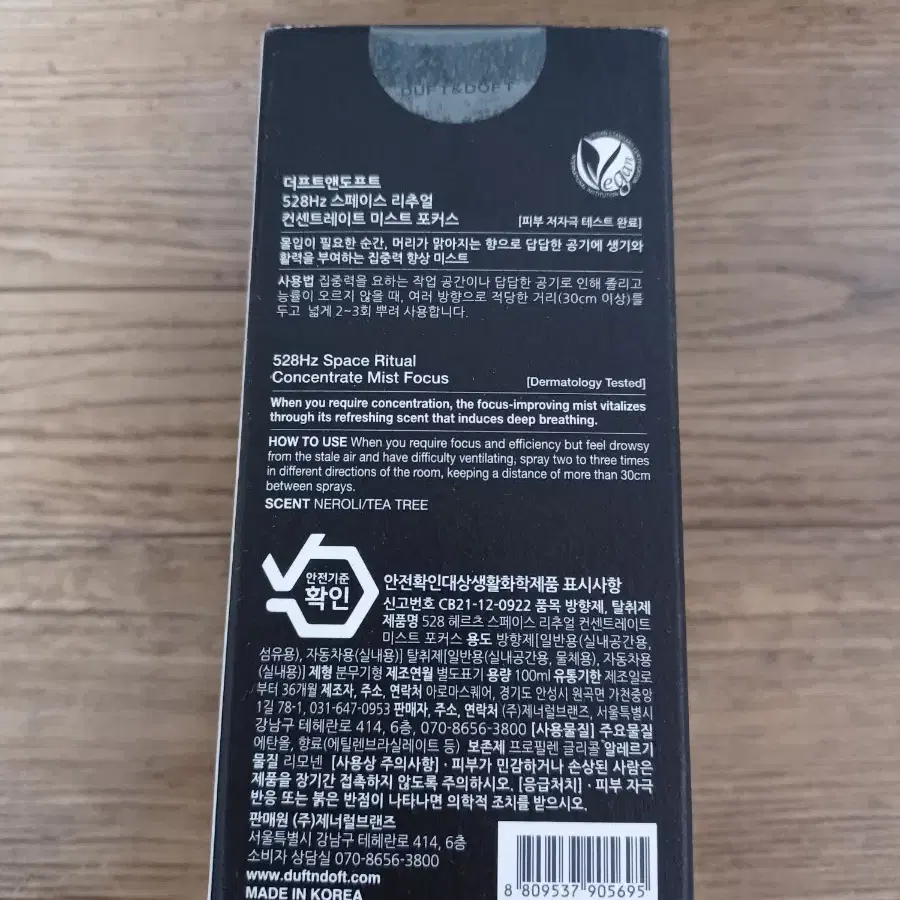 DUFT&DOFT
Vegan
더프트앤도프트
528Hz 스페이스 리추얼
컨센트레이트 미스트 포커스 [피부 저자극 테스트 완료]
몰입이 필요한 순간, 머리가 맑아지는 향으로 답답한 공기에 생기와
활력을 부여하는 집중력 향상 미스트
사용법 집중력을 요하는 작업 공간이나 답답한 공기로 인해 졸리고
능률이 오르지 않을 때, 여러 방향으로 적당한 거리(30cm 이상)를
두고 넓게 2~3회 뿌려 사용합니다.
528Hz Space Ritual
Concentrate Mist Focus [Dermatology Tested]
When you require concentration, the focus-improving mist vitalizes
through its refreshing scent that induces deep breathing.
HOW TO USE When you require focus and efficiency but feel drowsy
from the stale air and have difficulty ventilating, spray two to three times
in different directions of the room, keeping a distance of more than 30cm
between sprays.
SCENT NEROLI/TEA TREE
안전기준
확인
안전확인대상생활화학제품 표시사항
신고번호 CB21-12-0922 품목 방향제, 탈취제
제품명 528 헤르츠 스페이스 리추얼 컨센트레이트
미스트 포커스 용도 방향제[일반용(실내공간용,
섬유용), 자동차용(실내용)] 탈취제[일반용(실내공간용, 물체용), 자동차용
(실내용)] 제형 분무기형 제조연월 별도표기 용량 100ml 유통기한 제조일로
부터 36개월 제조자, 주소, 연락처 아로마스퀘어, 경기도 안성시 원곡면 가천중앙
1길 78-1, 031-647-0953 판매자, 주소, 연락처 (주)제너럴브랜즈, 서울특별시
강남구 테헤란로 414, 6층, 070-8656-3800 [사용물질] 주요물질
에탄올, 향료(에틸렌브라실레이트 등) 보존제 프로필렌 글리콜 알레르기
물질 리모넨 [사용상 주의사항] · 피부가 민감하거나 손상된 사람은
제품을 장기간 접촉하지 않도록 주의하시오. [응급처치] · 피부 자극
반응 또는 붉은 반점이 나타나면 의학적 조치를 받으시오.
판매원 (주)제너럴브랜즈
서울특별시 강남구 테헤란로 414, 6층
소비자 상담실 070-8656-3800
www.duftndoft.com
MADE IN KOREA
8 809537 905695